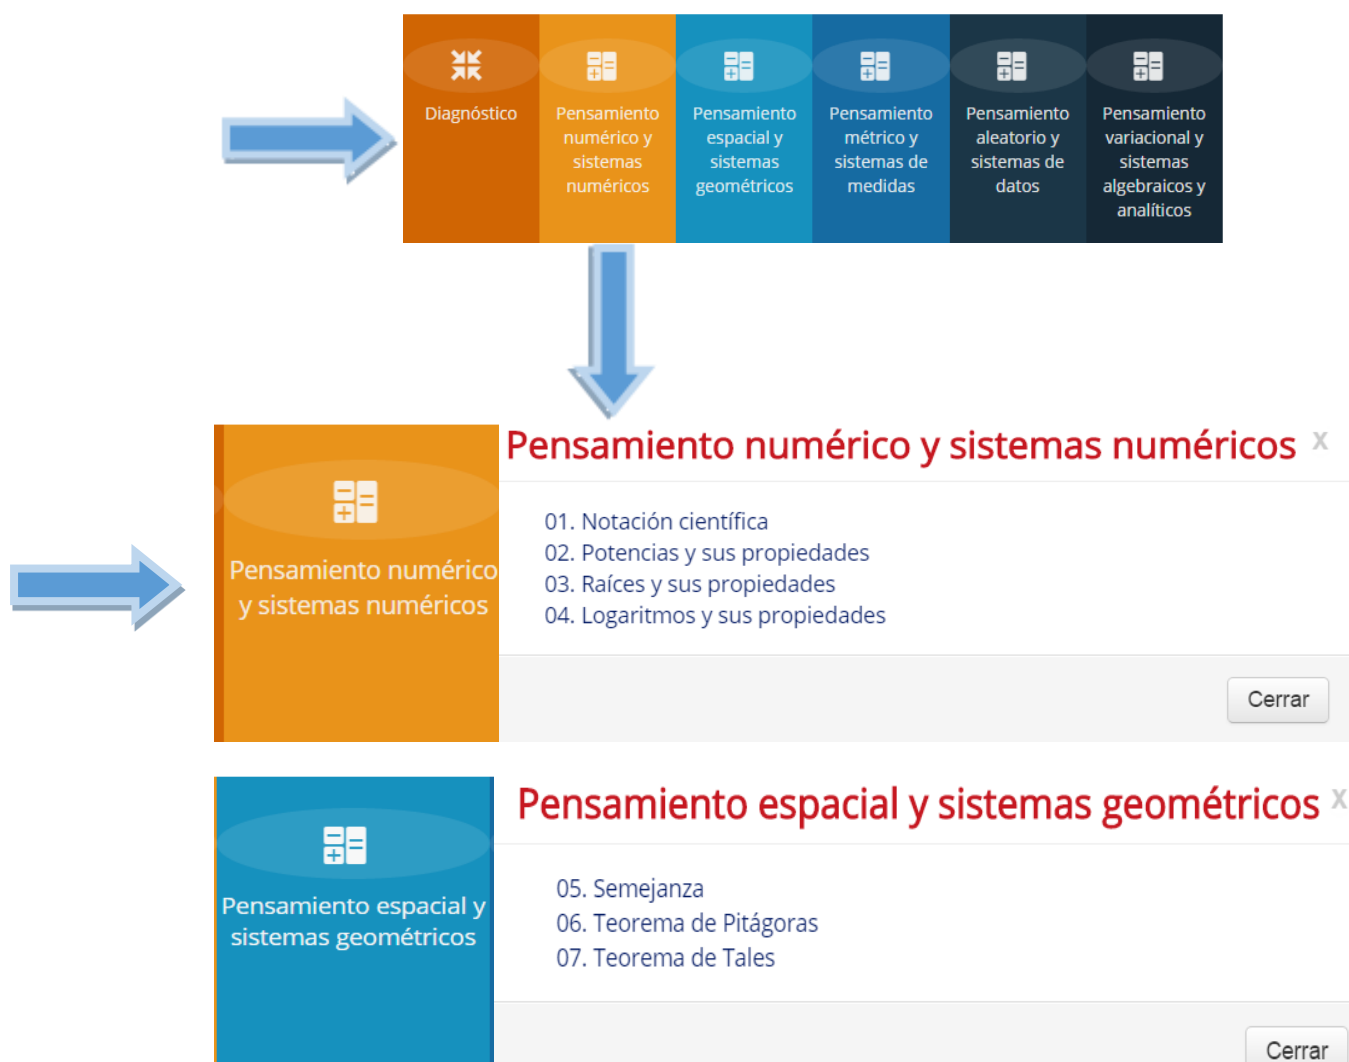 Diagnóstico
Pensamiento
numérico y
sistemas
numéricos
Pensamiento
espacial y
sistemas
geométricos
Pensamiento
métrico y
sistemas de
medidas
Pensamiento
aleatorio y
sistemas de
datos
Pensamiento
variacional y
sistemas
algebraicos y
analíticos
Pensamiento numérico
y sistemas numéricos
Pensamiento numérico y sistemas numéricos x
01. Notación científica
02. Potencias y sus propiedades
03. Raíces y sus propiedades
04. Logaritmos y sus propiedades
Cerrar
Pensamiento espacial y
sistemas geométricos
Pensamiento espacial y sistemas geométricos x
05. Semejanza
06. Teorema de Pitágoras
07. Teorema de Tales
Cerrar